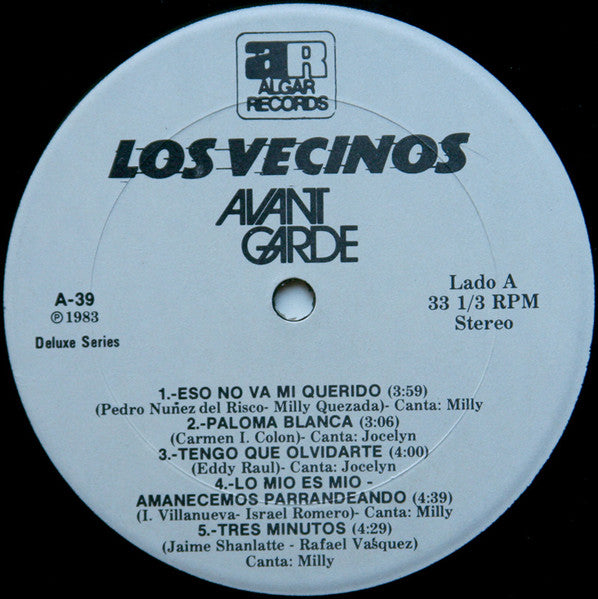 aR
ALGAR
RECORDS
LOS VECINOS
AVANT
GARDE
A-39
℗1983
Deluxe Series
Lado A
33 1/3 RPM
Stereo
1.-ESO NO VA MI QUERIDO (3:59)
(Pedro Nuñez del Risco- Milly Quezada)- Canta: Milly
2.-PALOMA BLANCA (3:06)
(Carmen I. Colon)- Canta: Jocelyn
3.-TENGO QUE OLVIDARTE (4:00)
(Eddy Raul)- Canta: Jocelyn
4.-LO MIO ES MIO -
AMANECEMOS PARRANDEANDO (4:39)
(I. Villanueva- Israel Romero)- Canta: Milly
5.-TRES MINUTOS (4:29)
(Jaime Shanlatte - Rafael Vaśquez)
Canta: Milly